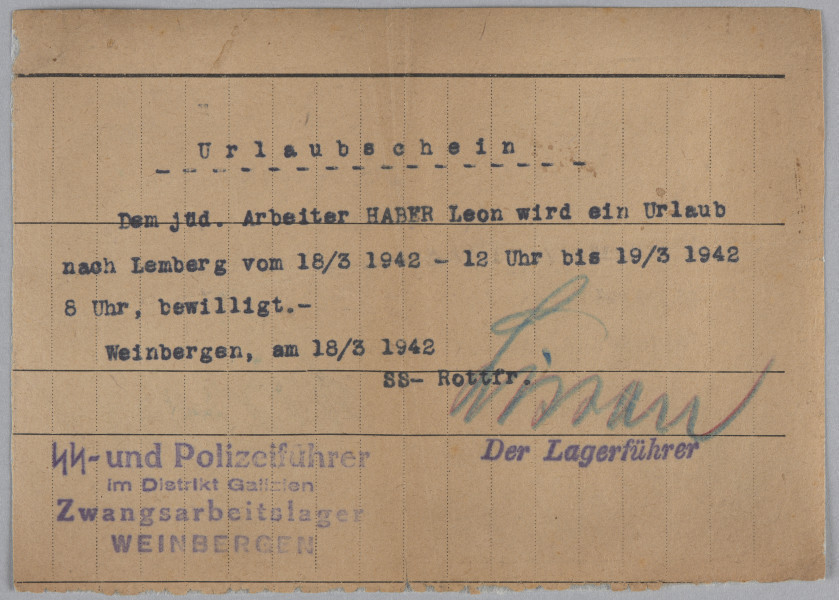 Urlaubschein
Dem jüd. Arbeiter HABER Leon wird ein Urlaub
nach Lemberg vom 18/3 1942 - 12 Uhr bis 19/3 1942
8 Uhr, bewilligt.-
Weinbergen, am 18/3 1942
SS- Rottfr.
Der Lagerführer
SS-und Polizeiführer
im Distrikt Galizien
Zwangsarbeitslager
WEINBERGEN